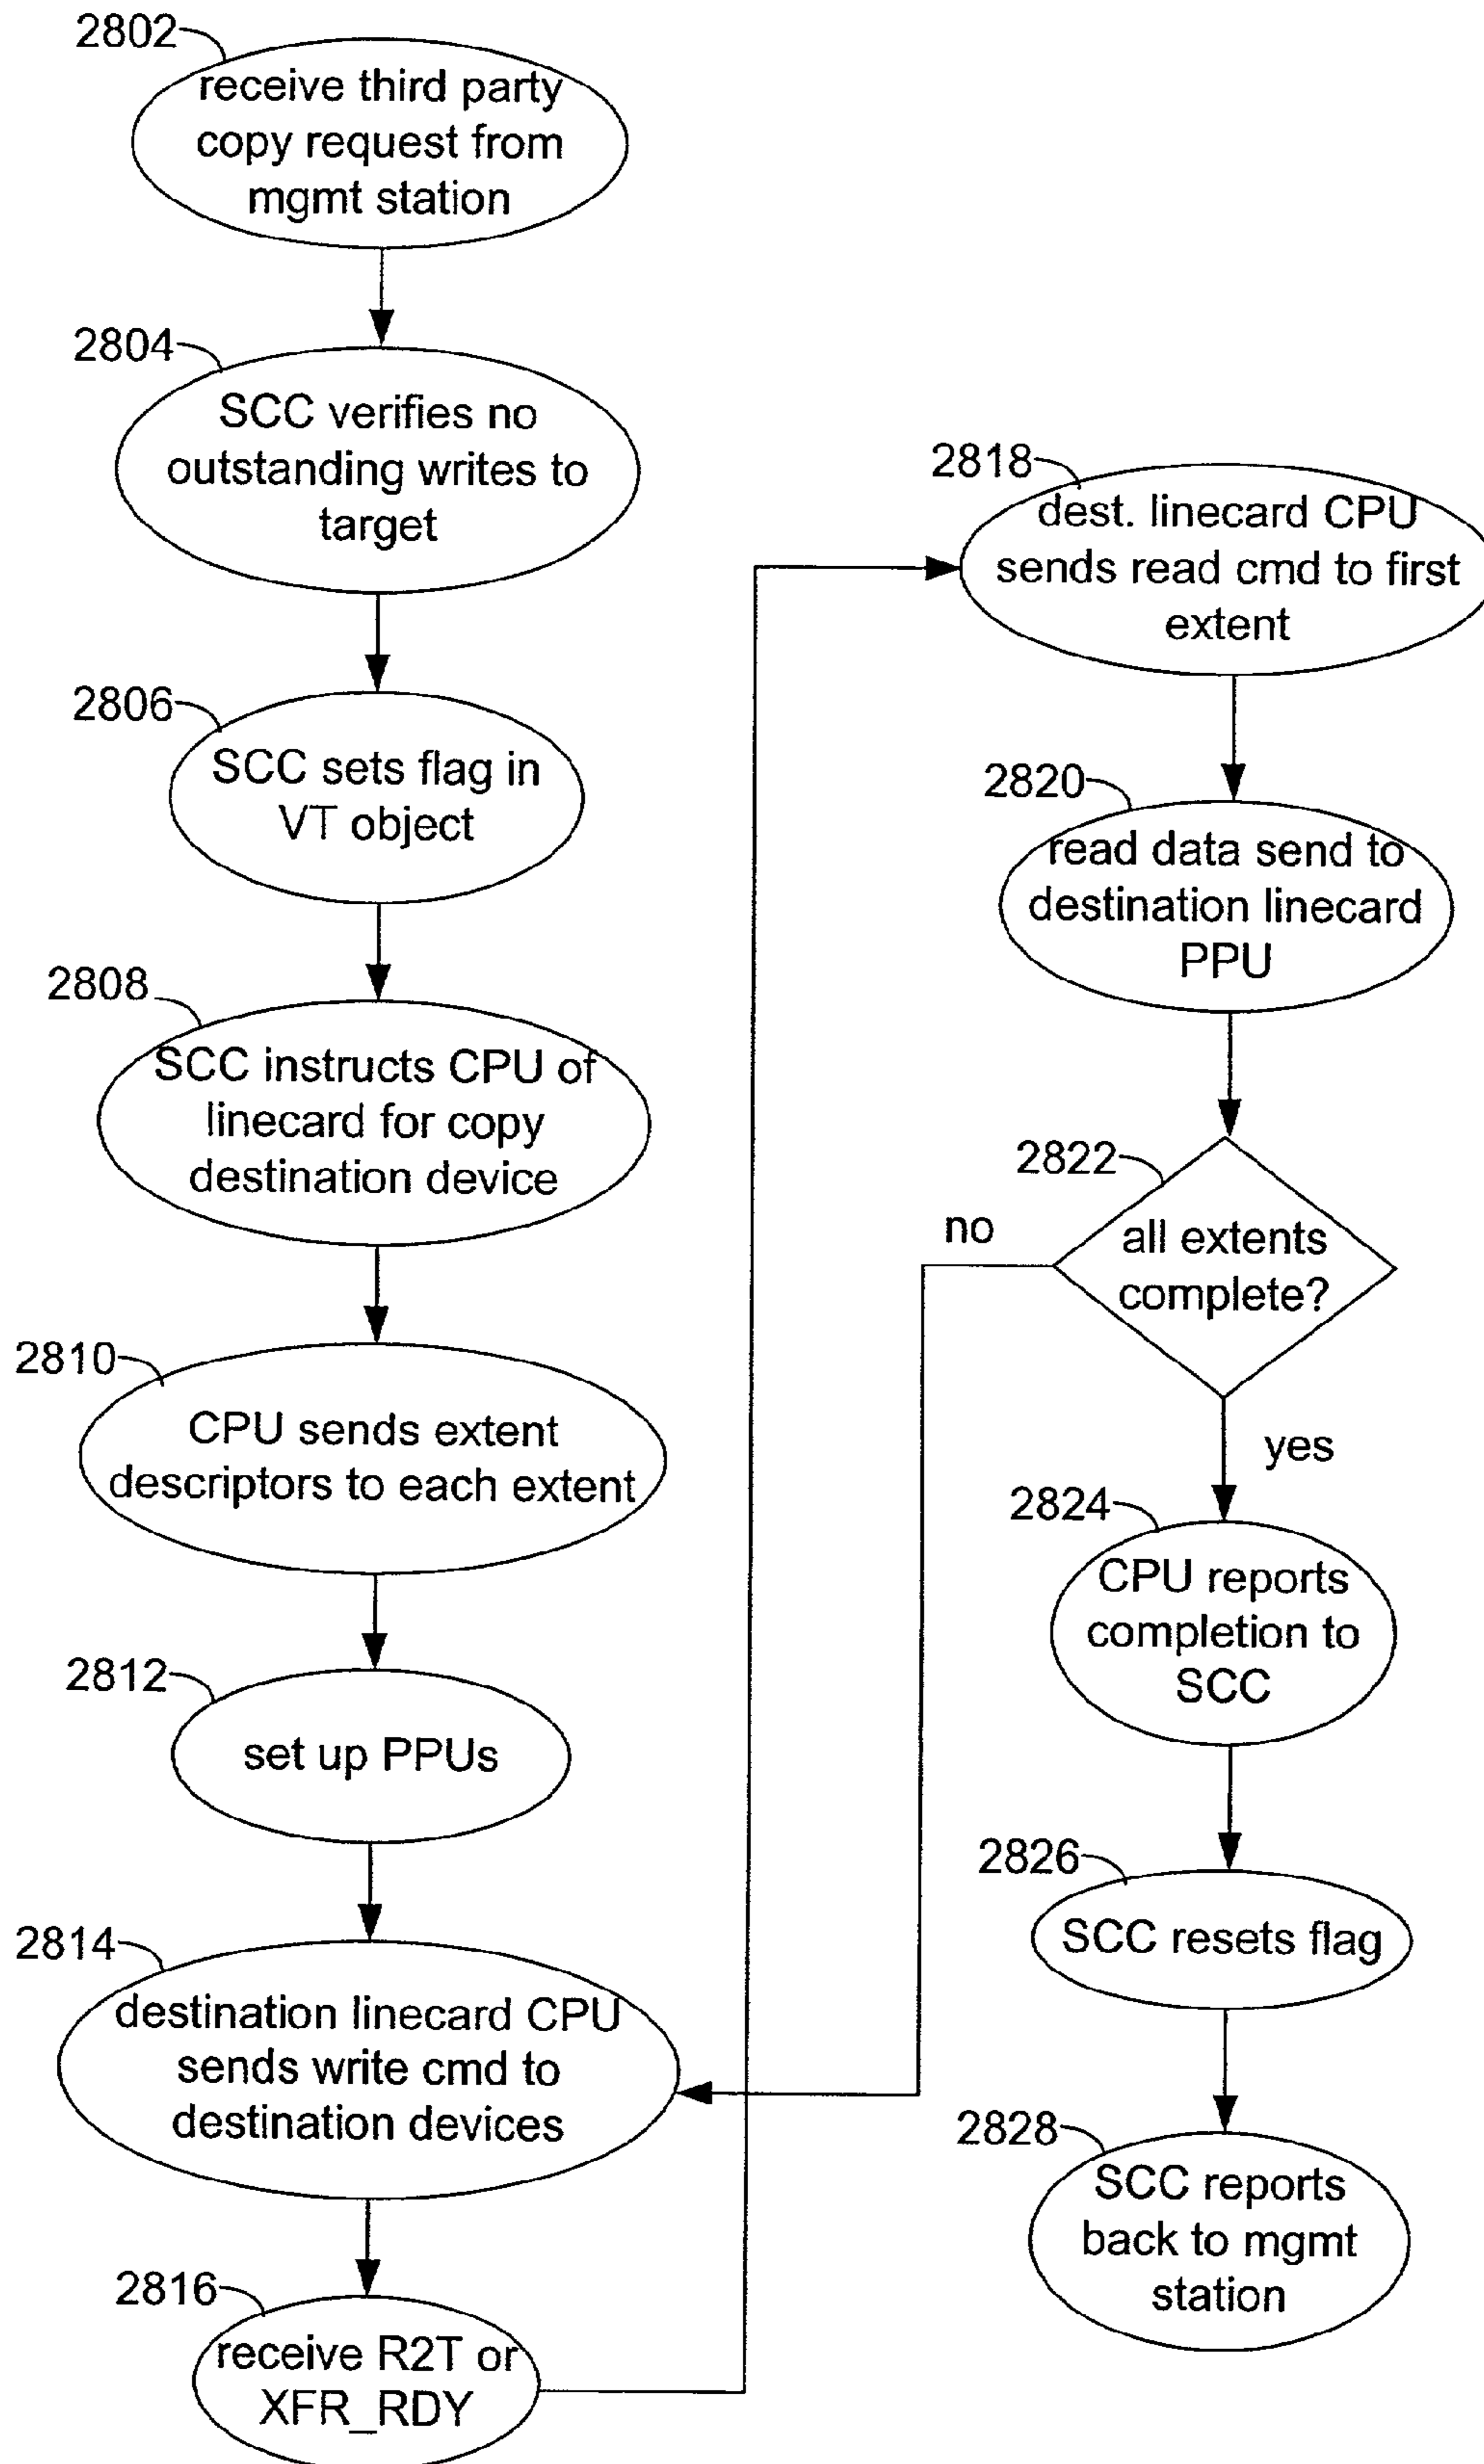 2802
receive third party
copy request from
mgmt station
2804
SCC verifies no
outstanding writes to
target
2806
SCC sets flag in
VT object
2808
SCC instructs CPU of
linecard for copy
destination device
2810
CPU sends extent
descriptors to each extent
2812
set up PPUs
2814
destination linecard CPU
sends write cmd to
destination devices
2816
receive R2T or
XFR_RDY
2818
dest. linecard CPU
sends read cmd to first
extent
2820
read data send to
destination linecard
PPU
2822
all extents
complete?
no
yes
2824
CPU reports
completion to
SCC
2826
SCC resets flag
2828
SCC reports
back to mgmt
station